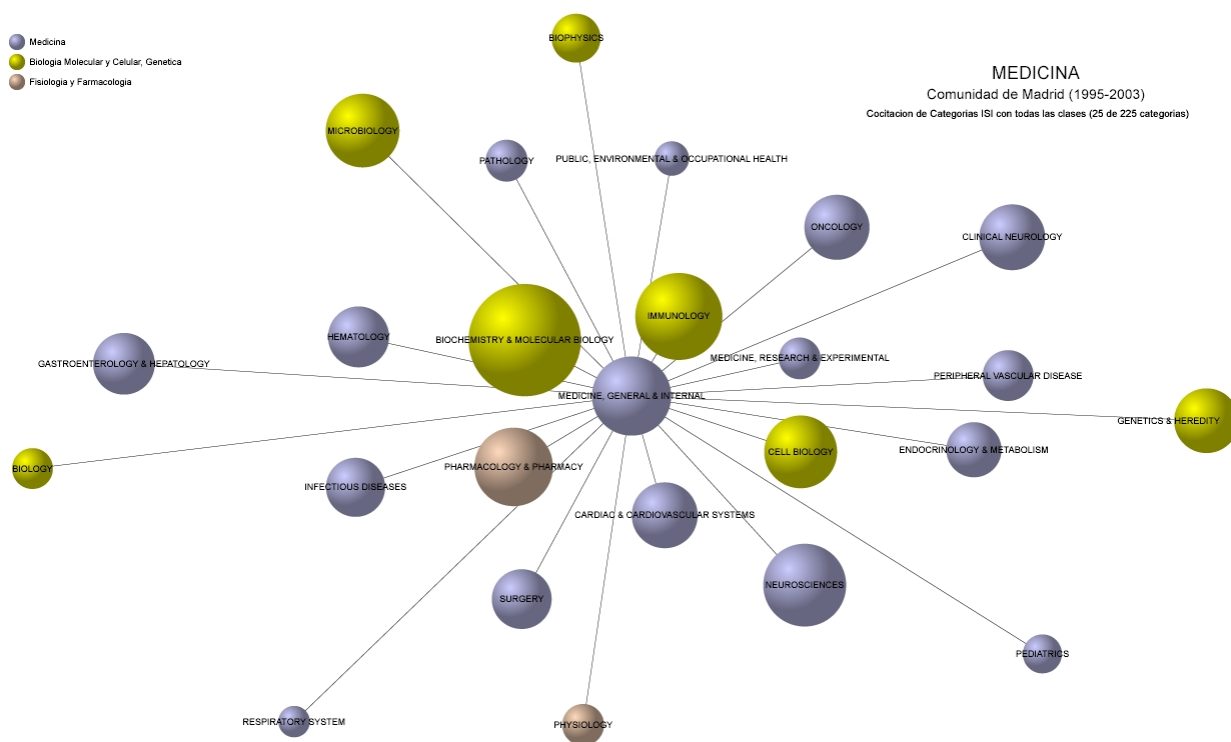 BIOPHYSICS
Medicina
Biologia Molecular y Celular, Genetica
Fisiologia y Farmacologia
MEDICINA
Comunidad de Madrid (1995-2003)
Cocitacion de Categorias ISI con todas las clases (25 de 225 categorias)
MICROBIOLOGY
PATHOLOGY
PUBLIC, ENVIRONMENTAL & OCCUPATIONAL HEALTH
ONCOLOGY
CLINICAL NEUROLOGY
IMMUNOLOGY
HEMATOLOGY
BIOCHEMISTRY & MOLECULAR BIOLOGY
GASTROENTEROLOGY & HEPATOLOGY
MEDICINE, RESEARCH & EXPERIMENTAL
PERIPHERAL VASCULAR DISEASE
MEDICINE, GENERAL & INTERNAL
GENETICS & HEREDITY
CELL BIOLOGY
ENDOCRINOLOGY & METABOLISM
BIOLOGY
PHARMACOLOGY & PHARMACY
INFECTIOUS DISEASES
CARDIAC & CARDIOVASCULAR SYSTEMS
NEUROSCIENCES
SURGERY
PEDIATRICS
RESPIRATORY SYSTEM
PHYSIOLOGY